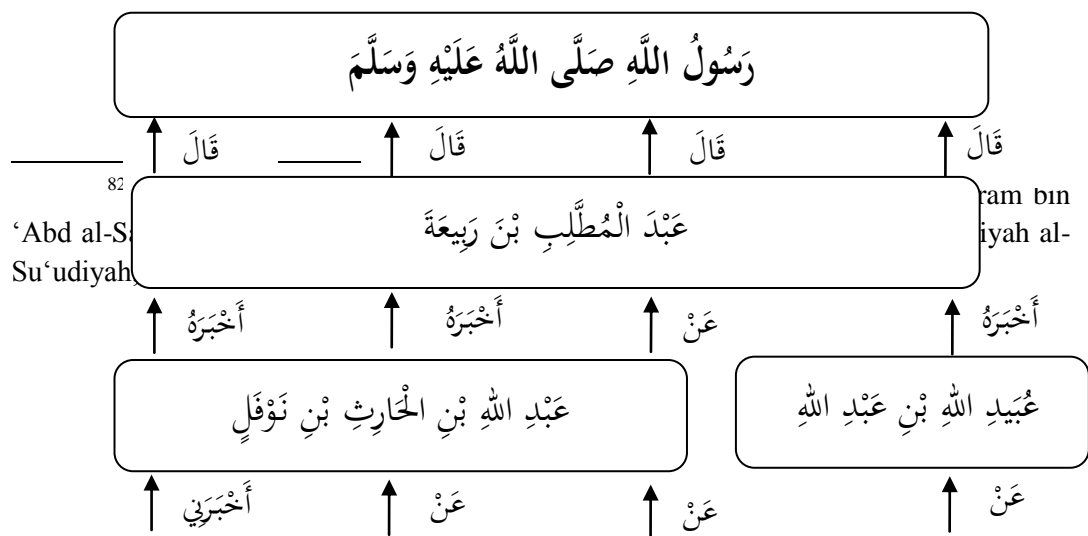 رَسُولُ اللَّهِ صَلَّى اللَّهُ عَلَيْهِ وَسَلَّمَ
قَالَ قَالَ قَالَ قَالَ
82
ram bin
عَبْدَ الْمُطَّلِبِ بْنَ رَبِيعَةَ
‘Abd al-Sa iyah al-
Su‘udiyah,
أَخْبَرَهُ عَنْ أَخْبَرَهُ أَخْبَرَهُ
عُبَيدِ اللهِ بْنِ عَبْدِ اللهِ
عَبْدِ اللهِ بْنِ الْحَارِثِ بْنِ نَوْفَلٍ
عَنْ عَنْ عَنْ أَخْبَرَنِي